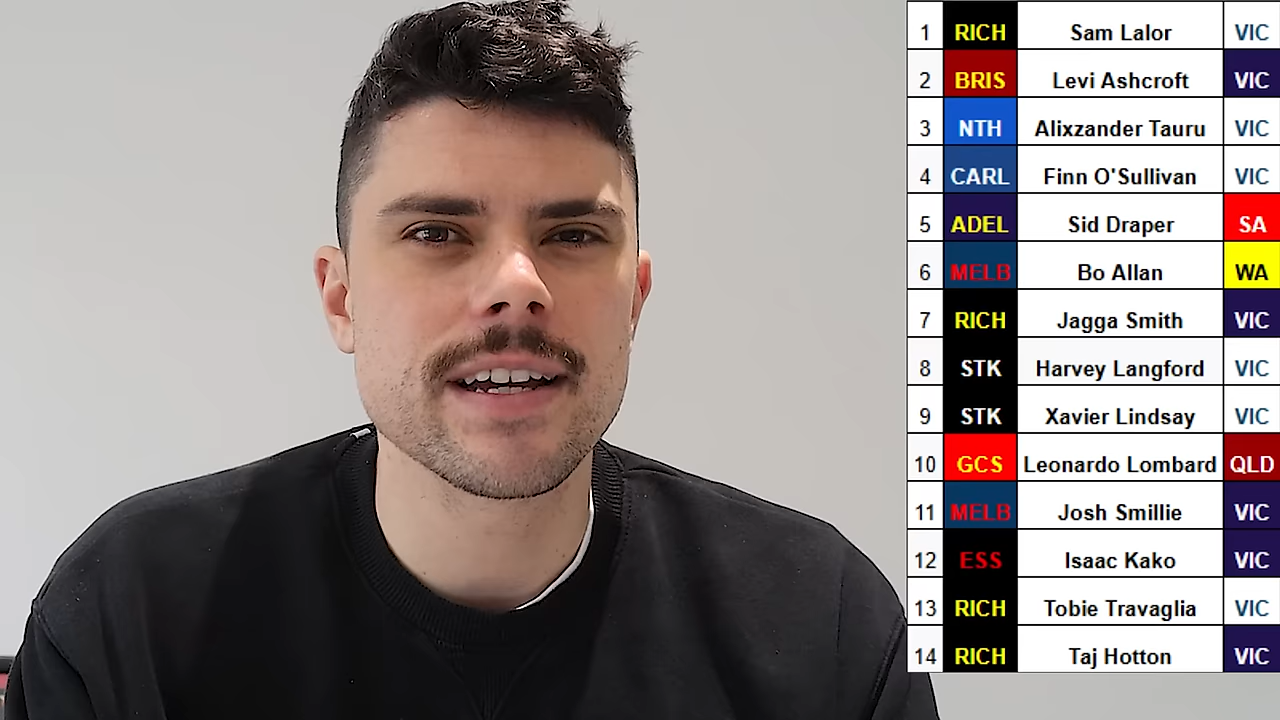 1 RICH Sam Lalor VIC
2 BRIS Levi Ashcroft VIC
3 NTH Alixzander Tauru VIC
4 CARL Finn O'Sullivan VIC
5 ADEL Sid Draper SA
6 MELB Bo Allan WA
7 RICH Jagga Smith VIC
8 STK Harvey Langford VIC
9 STK Xavier Lindsay VIC
10 GCS Leonardo Lombard QLD
11 MELB Josh Smillie VIC
12 ESS Isaac Kako VIC
13 RICH Tobie Travaglia VIC
14 RICH Taj Hotton VIC